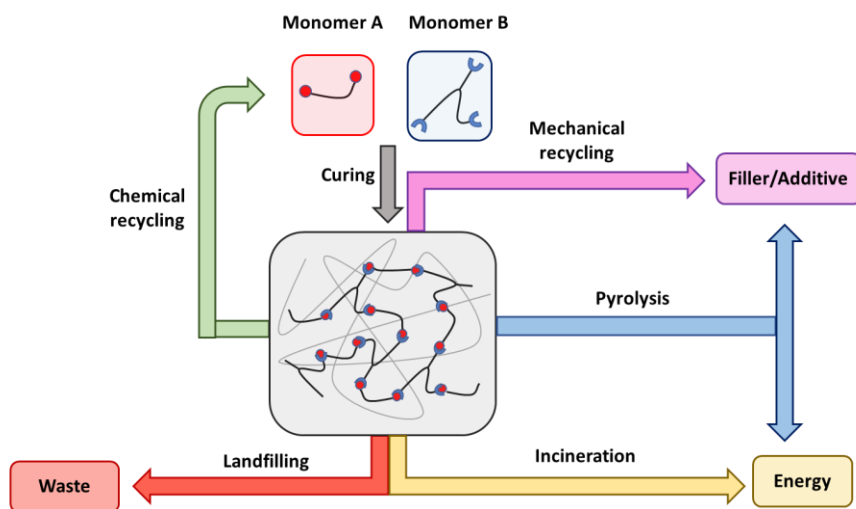 Monomer A
Monomer B
Mechanical
recycling
Filler/Additive
Curing
Chemical
recycling
Pyrolysis
Landfilling
Incineration
Waste
Energy